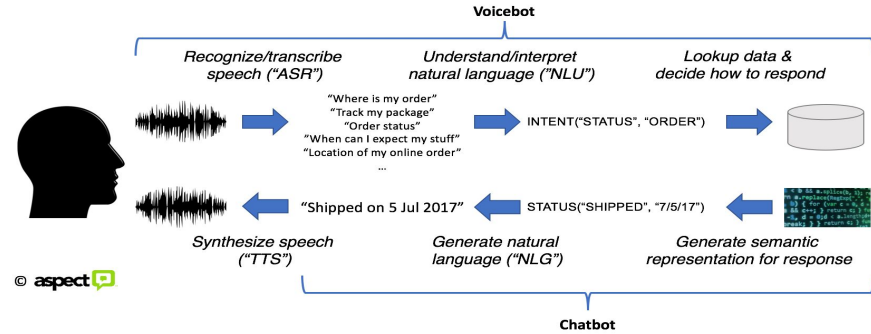 Voicebot
Recognize/transcribe
speech (“ASR”)
Understand/interpret
natural language (”NLU”)
Lookup data &
decide how to respond
“Where is my order”
“Track my package”
“Order status”
“When can I expect my stuff”
“Location of my online order”
...
INTENT(“STATUS”, “ORDER”)
“Shipped on 5 Jul 2017”
STATUS(“SHIPPED”, “7/5/17”)
Synthesize speech
(“TTS”)
Generate natural
language (“NLG”)
Generate semantic
representation for response
© aspect
Chatbot